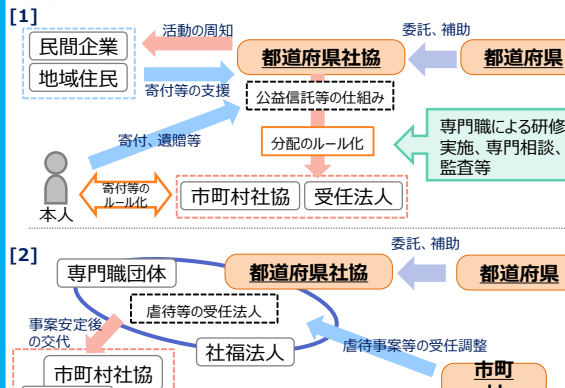 [1]
活動の周知
委託、補助
民間企業
都道府県社協
都道府県
地域住民
寄付等の支援
公益信託等の仕組み
寄付、遺贈等
分配のルール化
専門職による研修
実施、専門相談、
監査等
寄付等の
ルール化
市町村社協
受任法人
本人
[2]
委託、補助
専門職団体
都道府県社協
都道府県
虐待等の受任法人
事案安定後
の交代
社福法人
虐待事案等の受任調整
市町村社協
市町